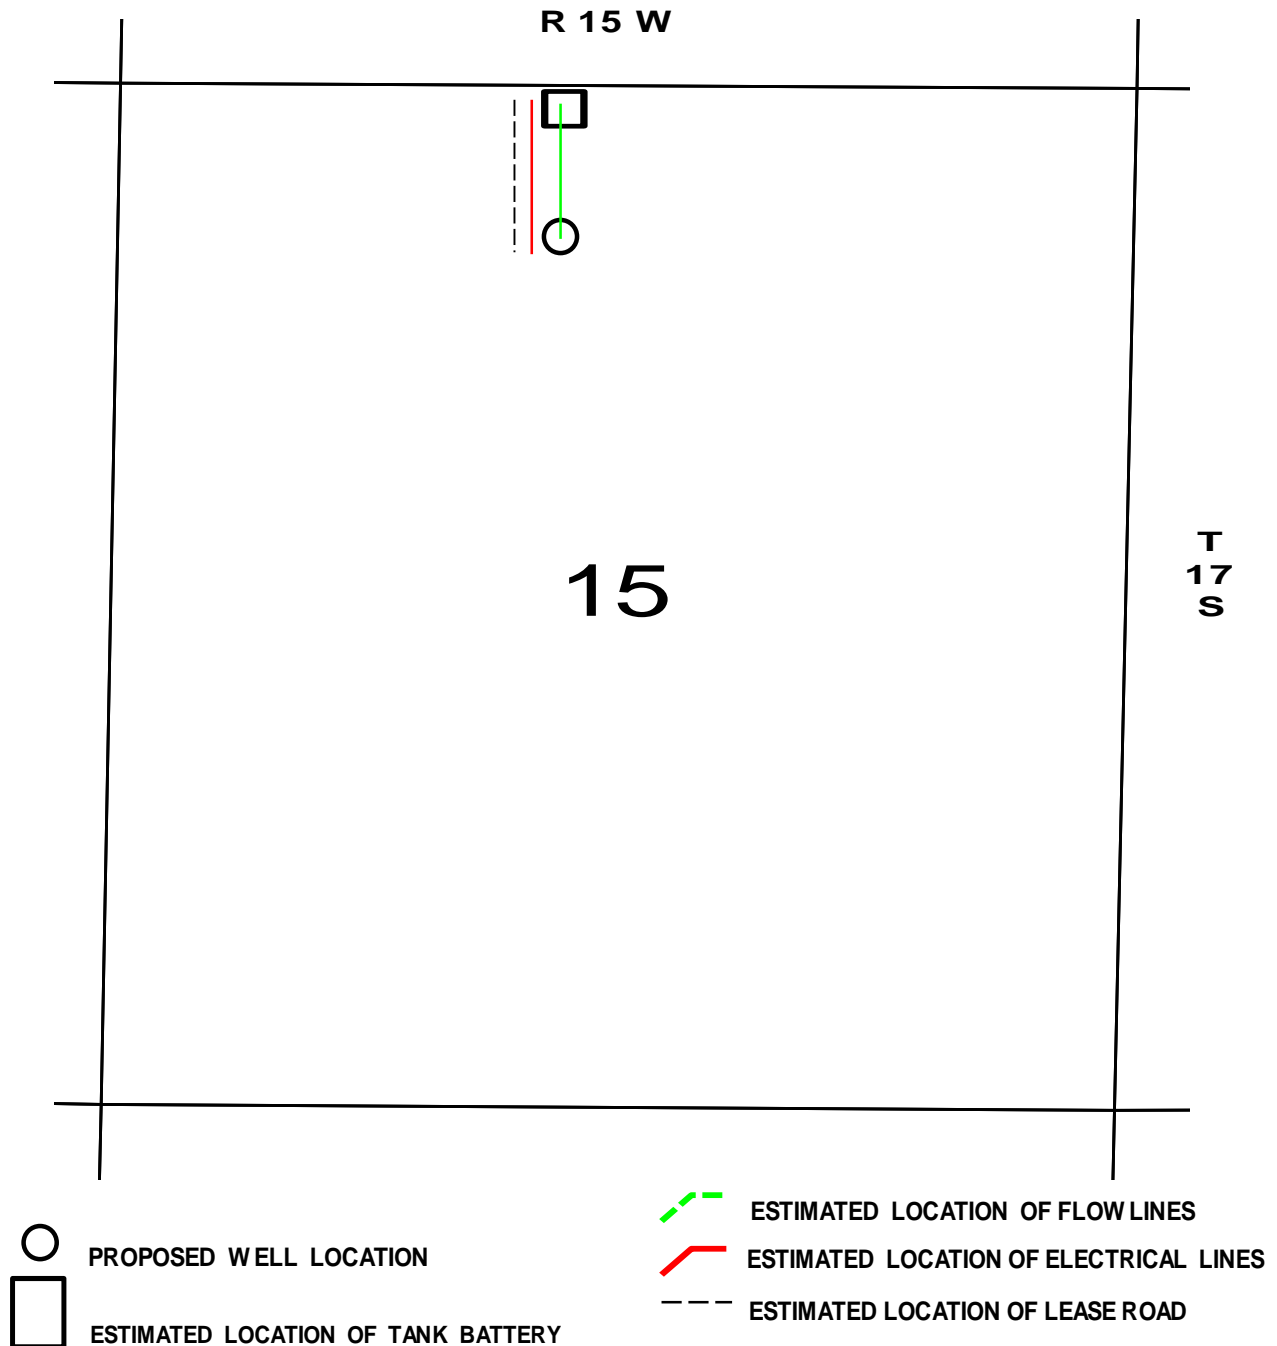 R 15 W
T
17
S
15
PROPOSED WELL LOCATION
ESTIMATED LOCATION OF TANK BATTERY
ESTIMATED LOCATION OF FLOW LINES
ESTIMATED LOCATION OF ELECTRICAL LINES
ESTIMATED LOCATION OF LEASE ROAD